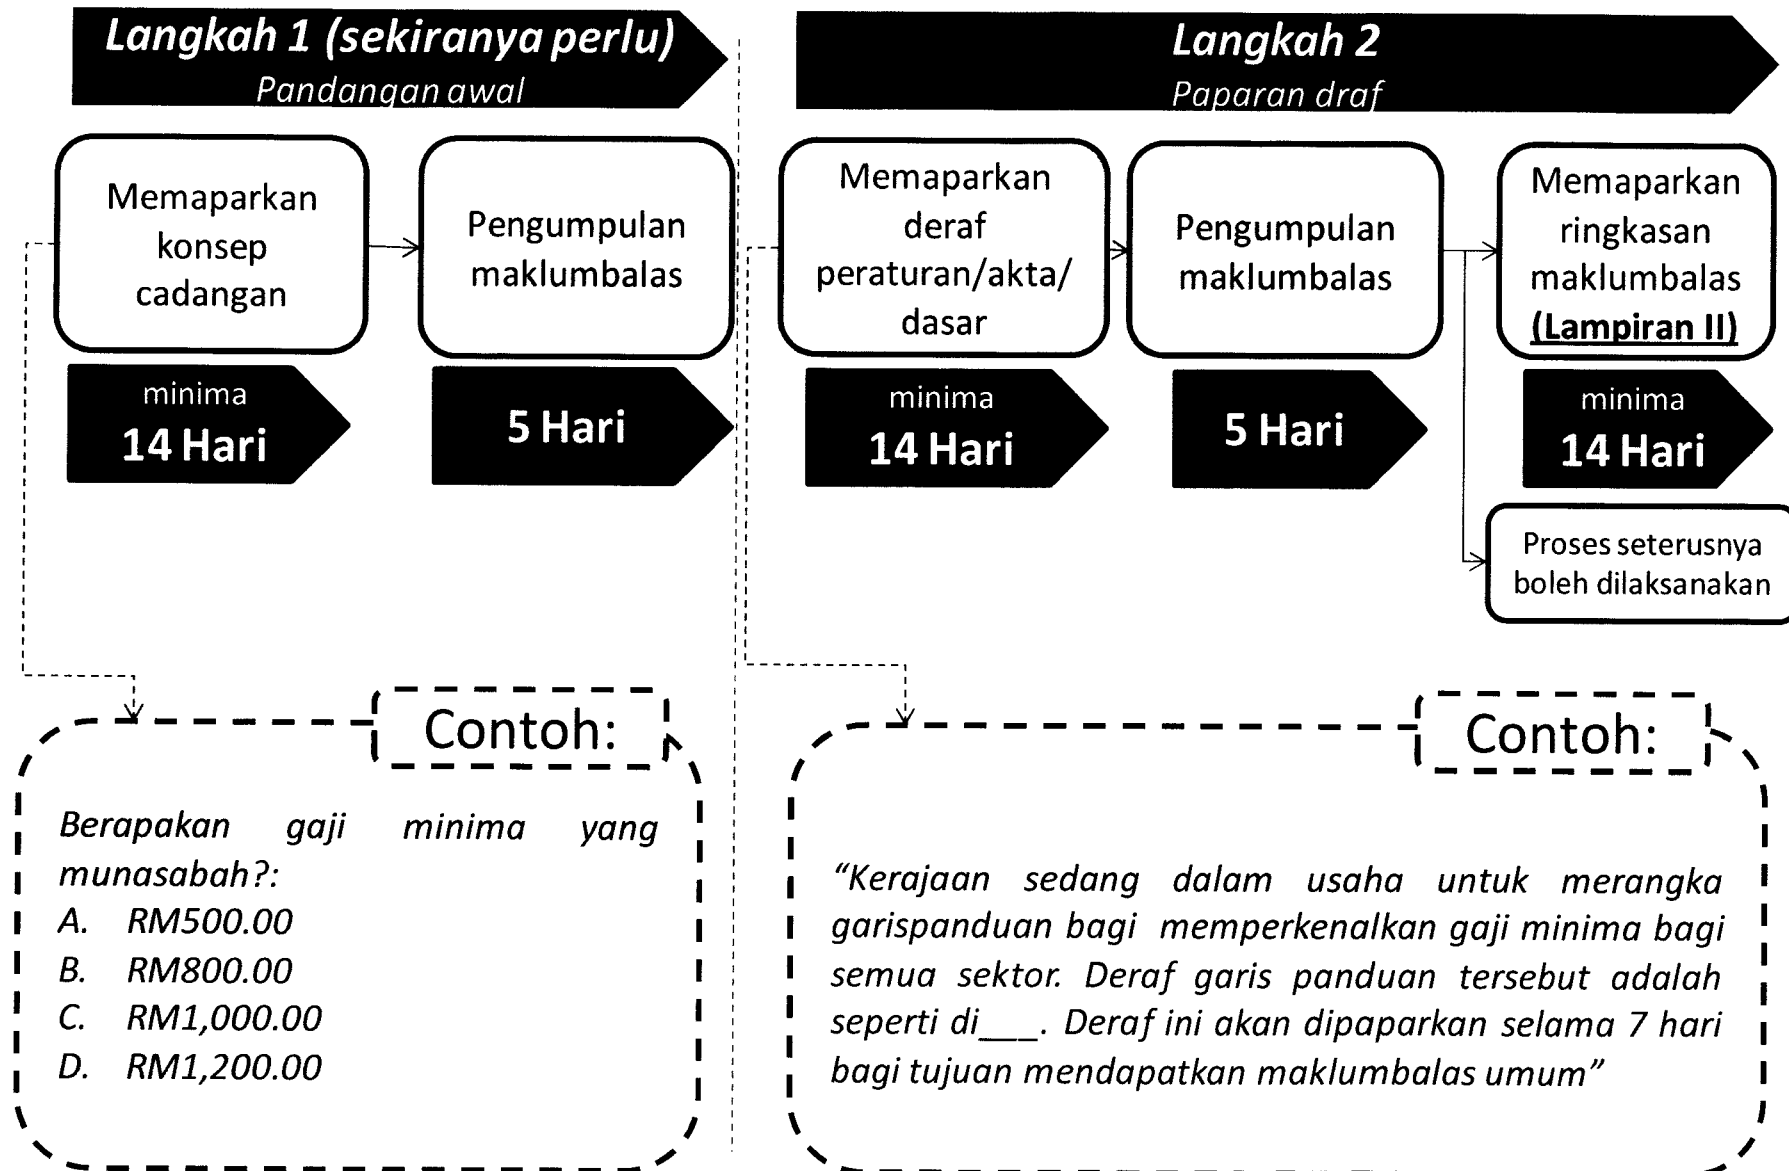 Langkah 1 (sekiranya perlu)
Pandangan awal
Memaparkan
konsep
cadangan
Pengumpulan
maklumbalas
minima
14 Hari
5 Hari
Langkah 2
Paparan draf
Memaparkan
deraf
peraturan/akta/
dasar
Pengumpulan
maklumbalas
Memaparkan
ringkasan
maklumbalas
(Lampiran II)
minima
14 Hari
5 Hari
minima
14 Hari
Proses seterusnya
boleh dilaksanakan
Contoh:
Berapakan gaji minima yang
munasabah?:
A. RM500.00
B. RM800.00
C. RM1,000.00
D. RM1,200.00
Contoh:
“Kerajaan sedang dalam usaha untuk merangka
garispanduan bagi memperkenalkan gaji minima bagi
semua sektor. Deraf garis panduan tersebut adalah
seperti di___. Deraf ini akan dipaparkan selama 7 hari
bagi tujuan mendapatkan maklumbalas umum”